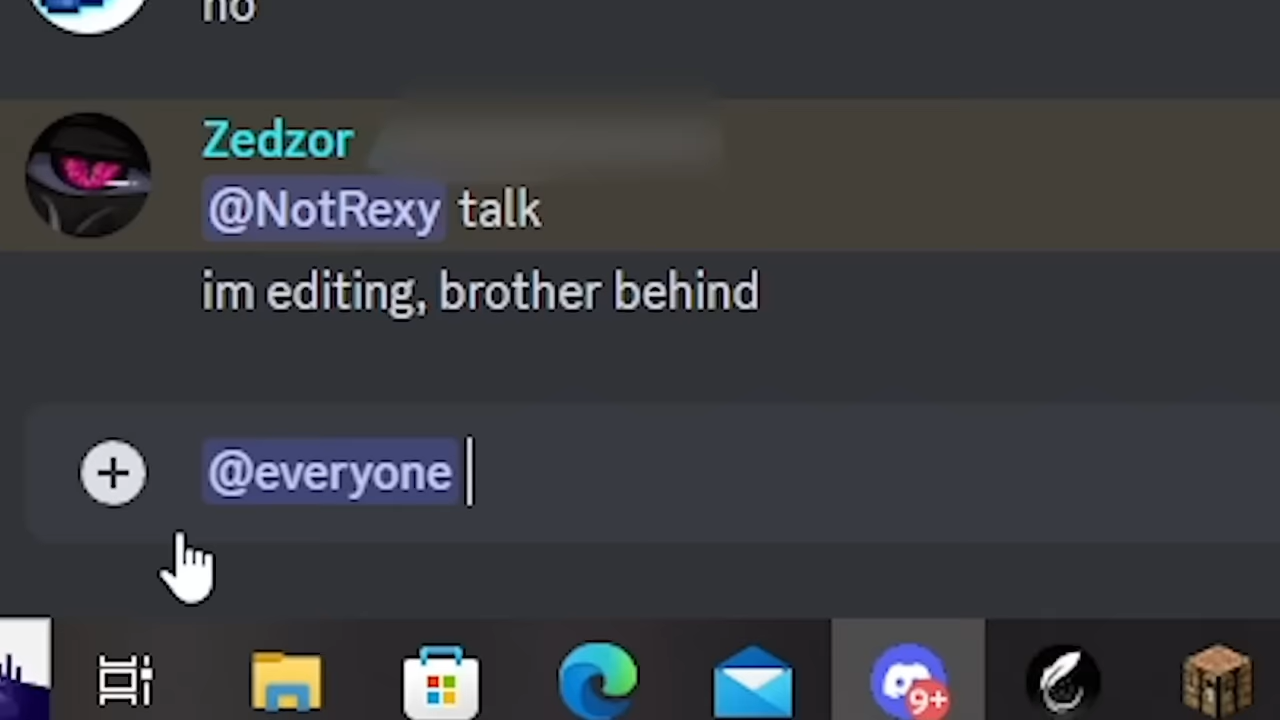 no
Zedzor
@NotRexy talk
im editing, brother behind
@everyone
9+